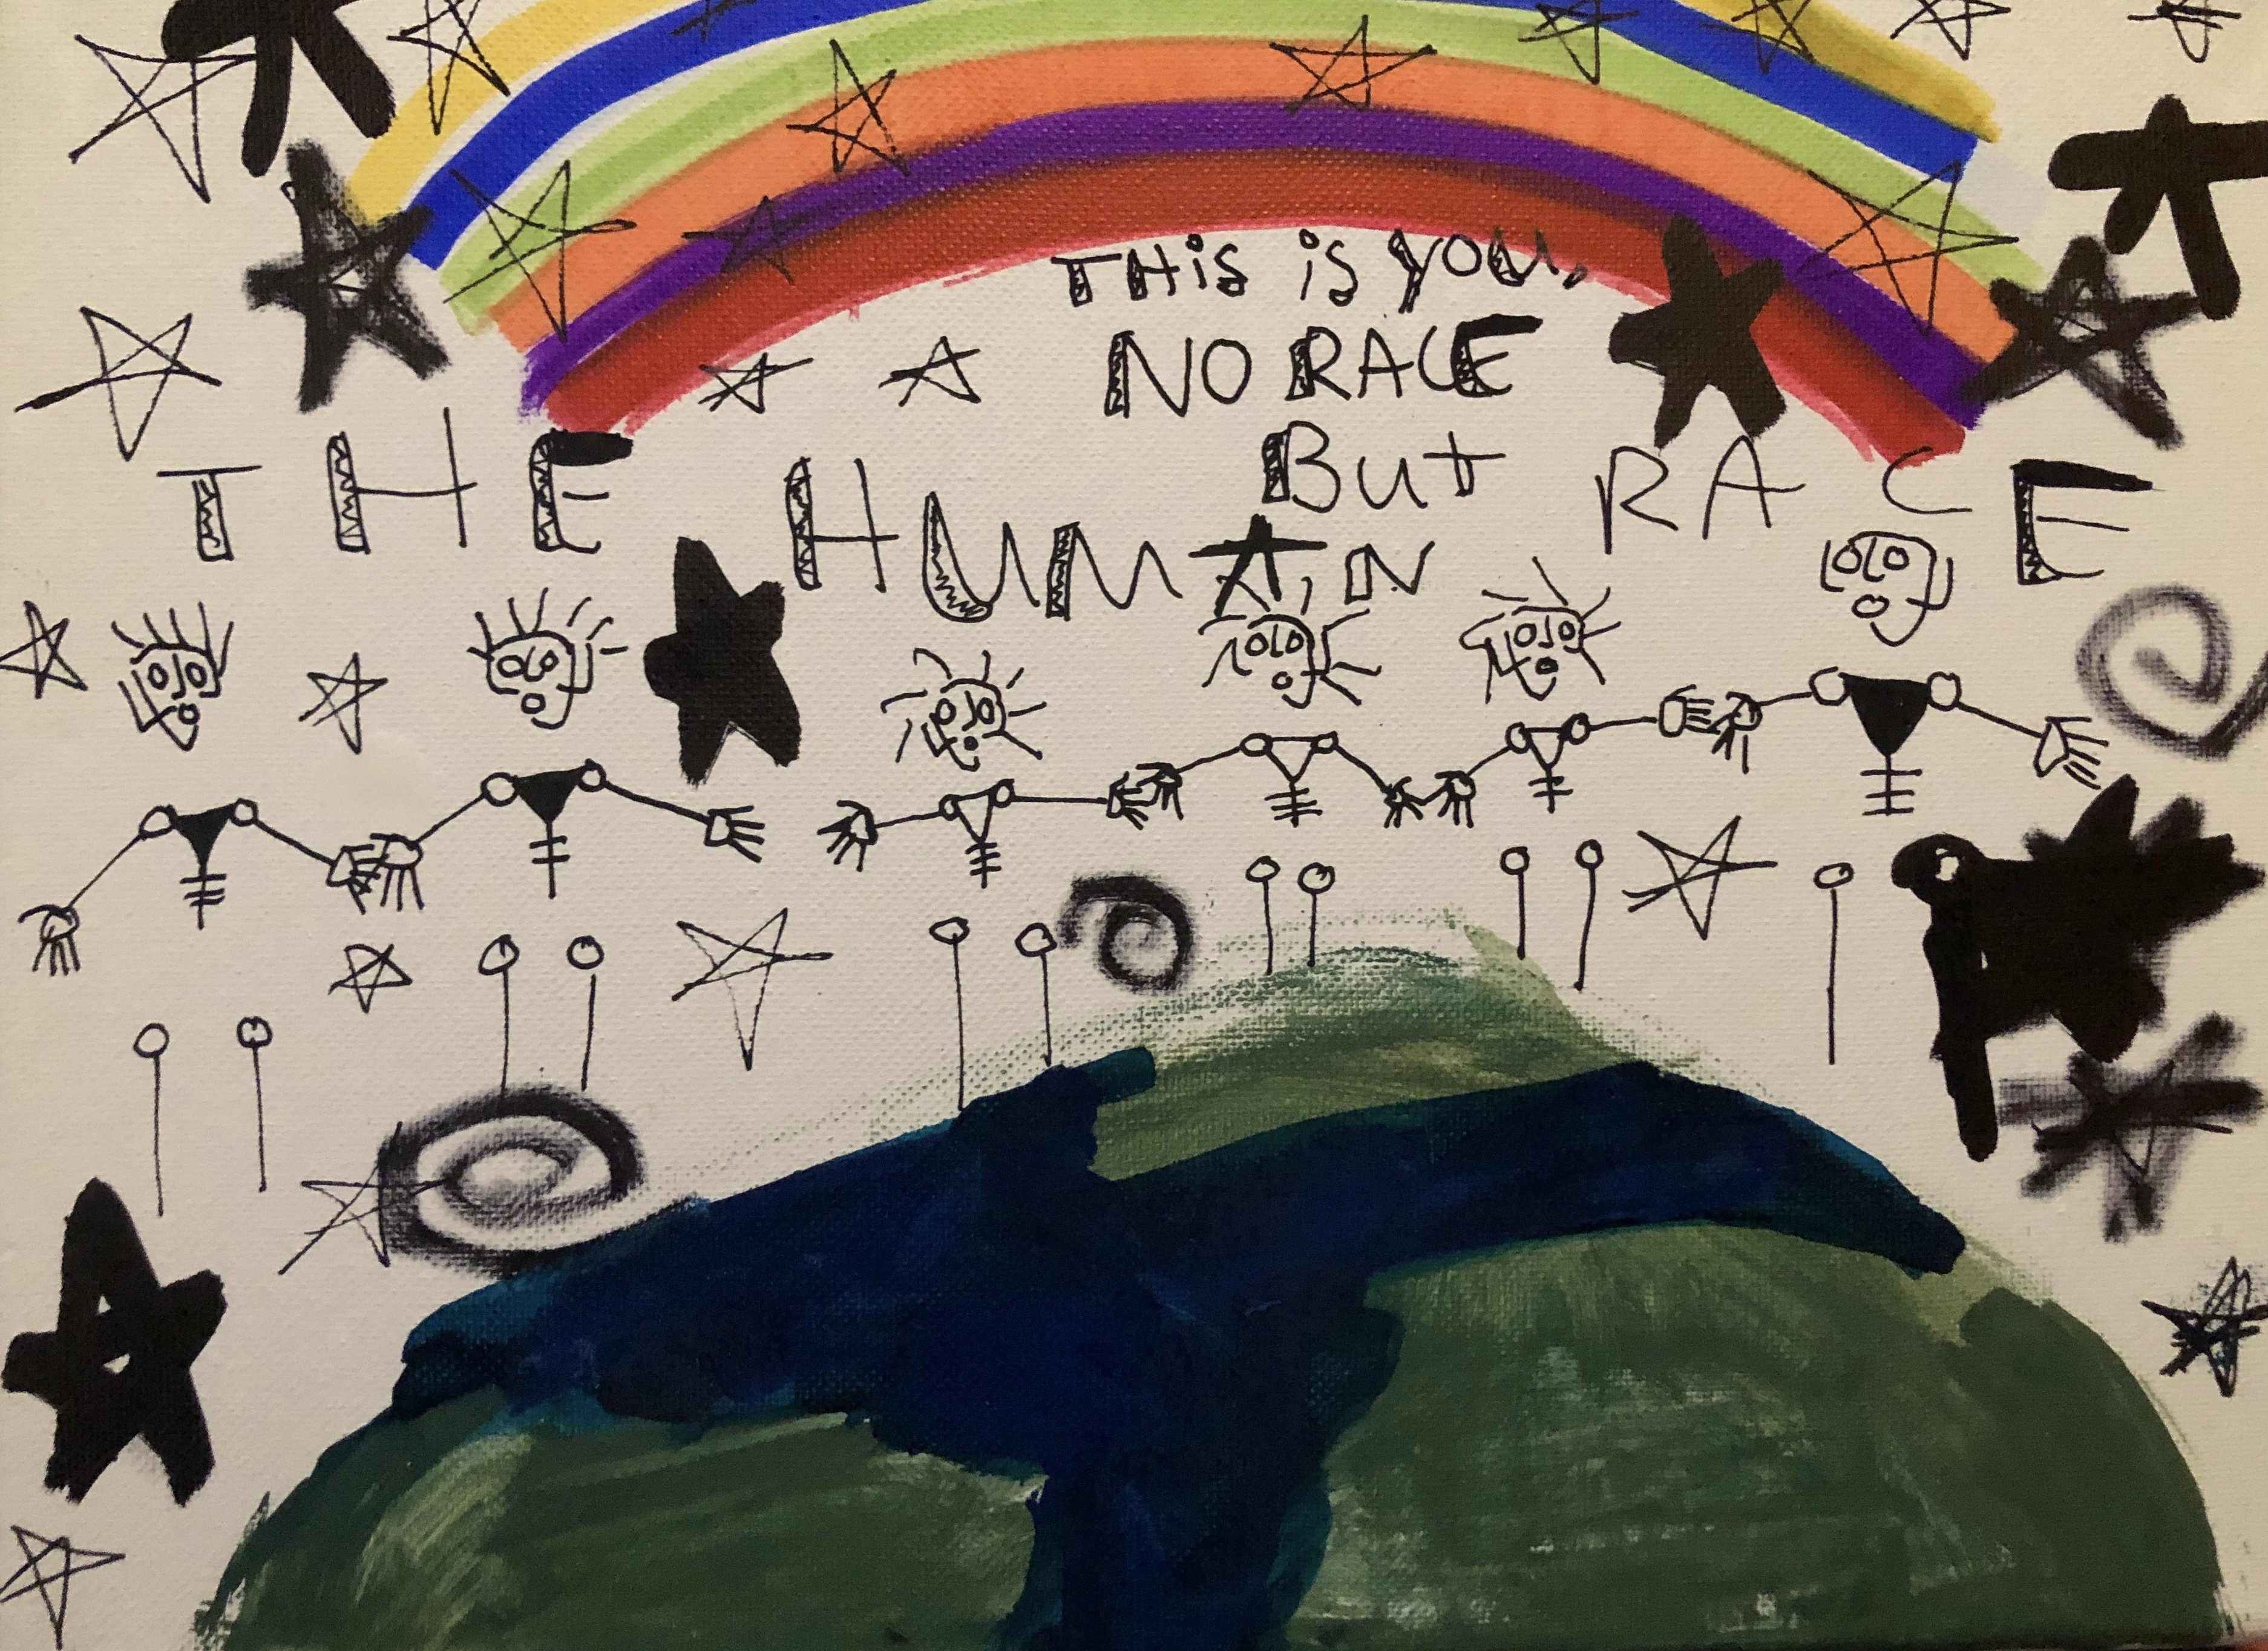 THiS iS YOU,
NO RACE
But
THE HUMAN RACE